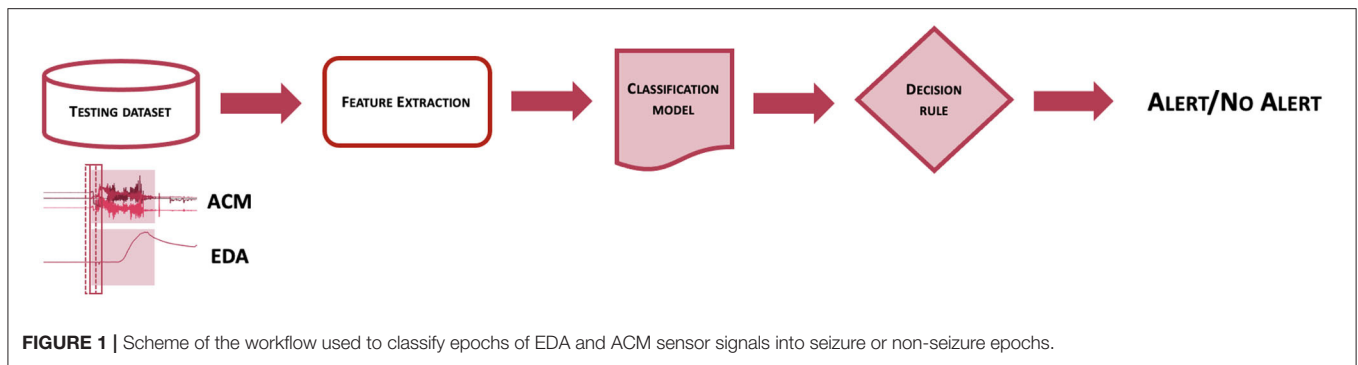 TESTING DATASET
FEATURE EXTRACTION
CLASSIFICATION
MODEL
DECISION
RULE
ALERT/NO ALERT
ACM
EDA
FIGURE 1 | Scheme of the workflow used to classify epochs of EDA and ACM sensor signals into seizure or non-seizure epochs.